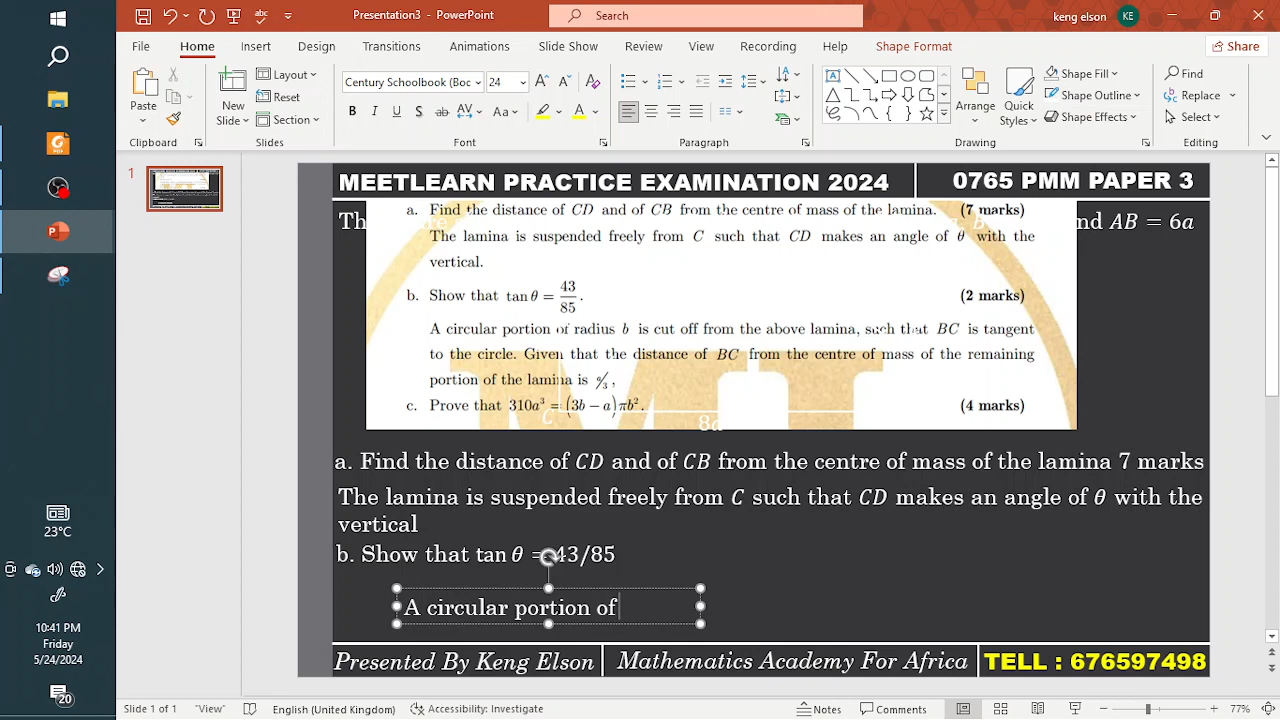 Presentation3 - PowerPoint
Search
keng elson
KE
File
Home
Insert
Design
Transitions
Animations
Slide Show
Review
View
Recording
Help
Shape Format
Share
Paste
New Slide
Layout
Reset
Section
Century Schoolbook (Boc
24
Arrange
Quick Styles
Shape Fill
Shape Outline
Shape Effects
Find
Replace
Select
Clipboard
Slides
Font
Paragraph
Drawing
Editing
1
MEETLEARN PRACTICE EXAMINATION 2024
0765 PMM PAPER 3
Th
nd AB = 6a
a. Find the distance of CD and of CB from the centre of mass of the lamina. (7 marks)
The lamina is suspended freely from C such that CD makes an angle of θ with the
vertical.
b. Show that tan θ = 43/85. (2 marks)
A circular portion of radius b is cut off from the above lamina, such that BC is tangent
to the circle. Given that the distance of BC from the centre of mass of the remaining
portion of the lamina is a/3,
c. Prove that 310a³ = (3b − a)πb². (4 marks)
C
8a
a. Find the distance of CD and of CB from the centre of mass of the lamina 7 marks
The lamina is suspended freely from C such that CD makes an angle of θ with the
vertical
b. Show that tan θ = 43/85
A circular portion of
Presented By Keng Elson
Mathematics Academy For Africa
TELL : 676597498
23°C
10:41 PM
Friday
5/24/2024
20
Slide 1 of 1
"View"
English (United Kingdom)
Accessibility: Investigate
Notes
Comments
77%